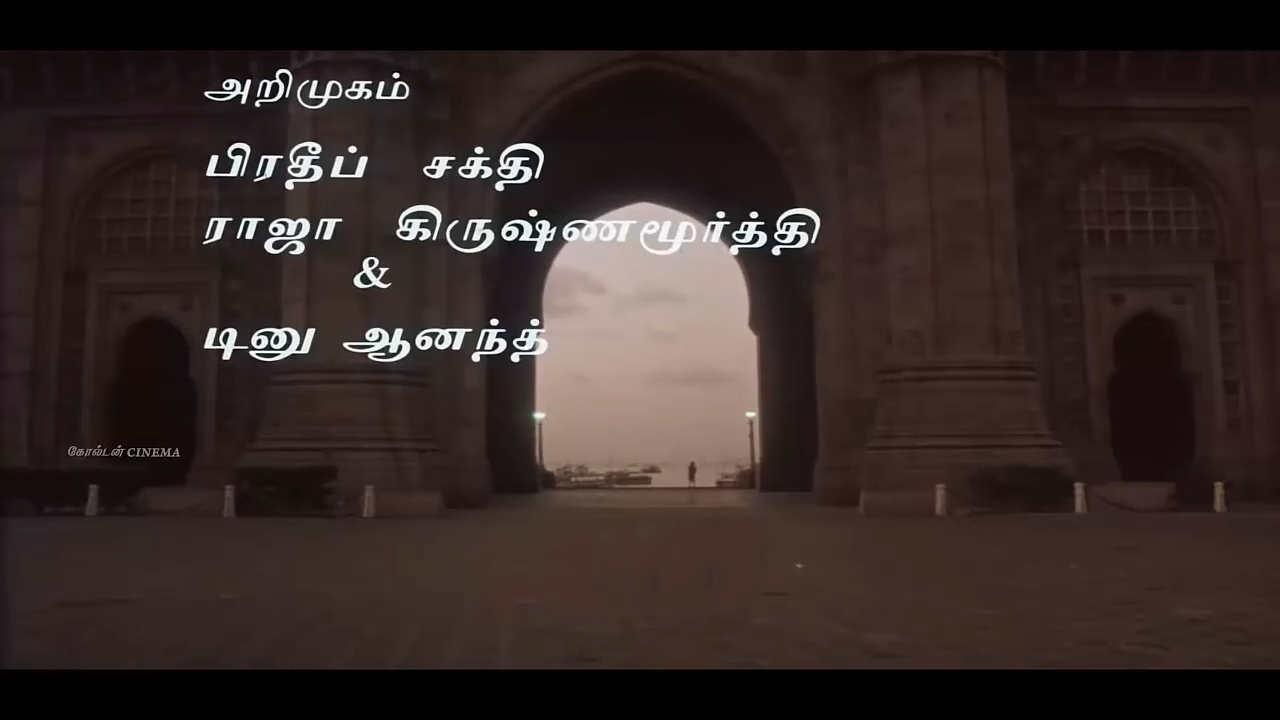 அறிமுகம்
பிரதீப் சக்தி
ராஜா கிருஷ்ணமூர்த்தி
&
டினு ஆனந்த்
கோல்டன் CINEMA